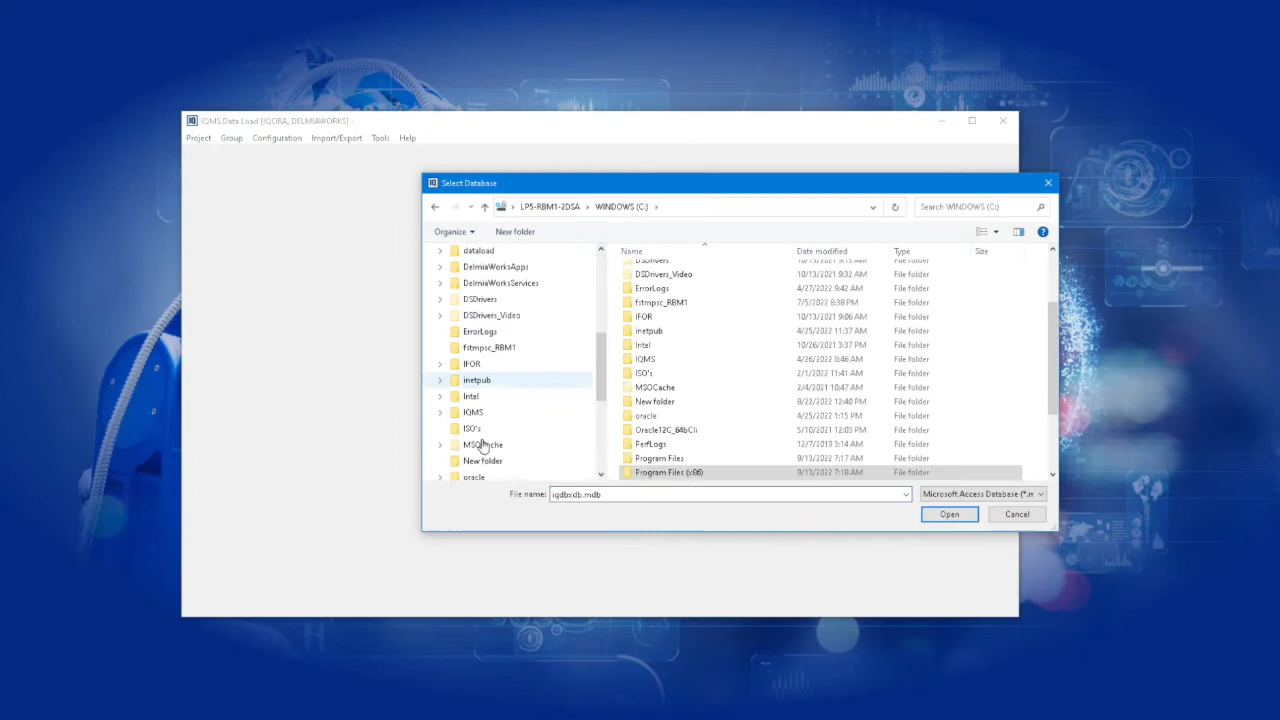 IQMS Data Load [IQORA, DELMIAWORKS] -
Project Group Configuration Import/Export Tools Help
Select Database
LP5-RBM1-2DSA > WINDOWS (C:) >
Search WINDOWS (C:)
Organize New folder
dataload
DelmiaWorksApps
DelmiaWorksServices
DSDrivers
DSDrivers_Video
ErrorLogs
fstmpsc_RBM1
IFOR
inetpub
Intel
IQMS
ISO's
MSOCache
New folder
oracle
Name Date modified Type Size
DSDrivers 10/13/2021 9:13 AM File folder
DSDrivers_Video 10/13/2021 9:32 AM File folder
ErrorLogs 4/27/2022 9:42 AM File folder
fstmpsc_RBM1 7/5/2022 8:38 PM File folder
IFOR 10/13/2021 9:06 AM File folder
inetpub 4/25/2022 11:37 AM File folder
Intel 10/26/2021 3:37 PM File folder
IQMS 4/26/2022 8:46 AM File folder
ISO's 2/1/2022 11:41 AM File folder
MSOCache 2/4/2021 10:47 AM File folder
New folder 8/22/2022 12:40 PM File folder
oracle 4/25/2022 1:15 PM File folder
Oracle12C_64bCli 5/10/2021 12:03 PM File folder
PerfLogs 12/7/2019 3:14 AM File folder
Program Files 9/13/2022 7:17 AM File folder
Program Files (x86) 9/13/2022 7:18 AM File folder
File name: iqdbxdb.mdb Microsoft Access Database (*.m
Open Cancel